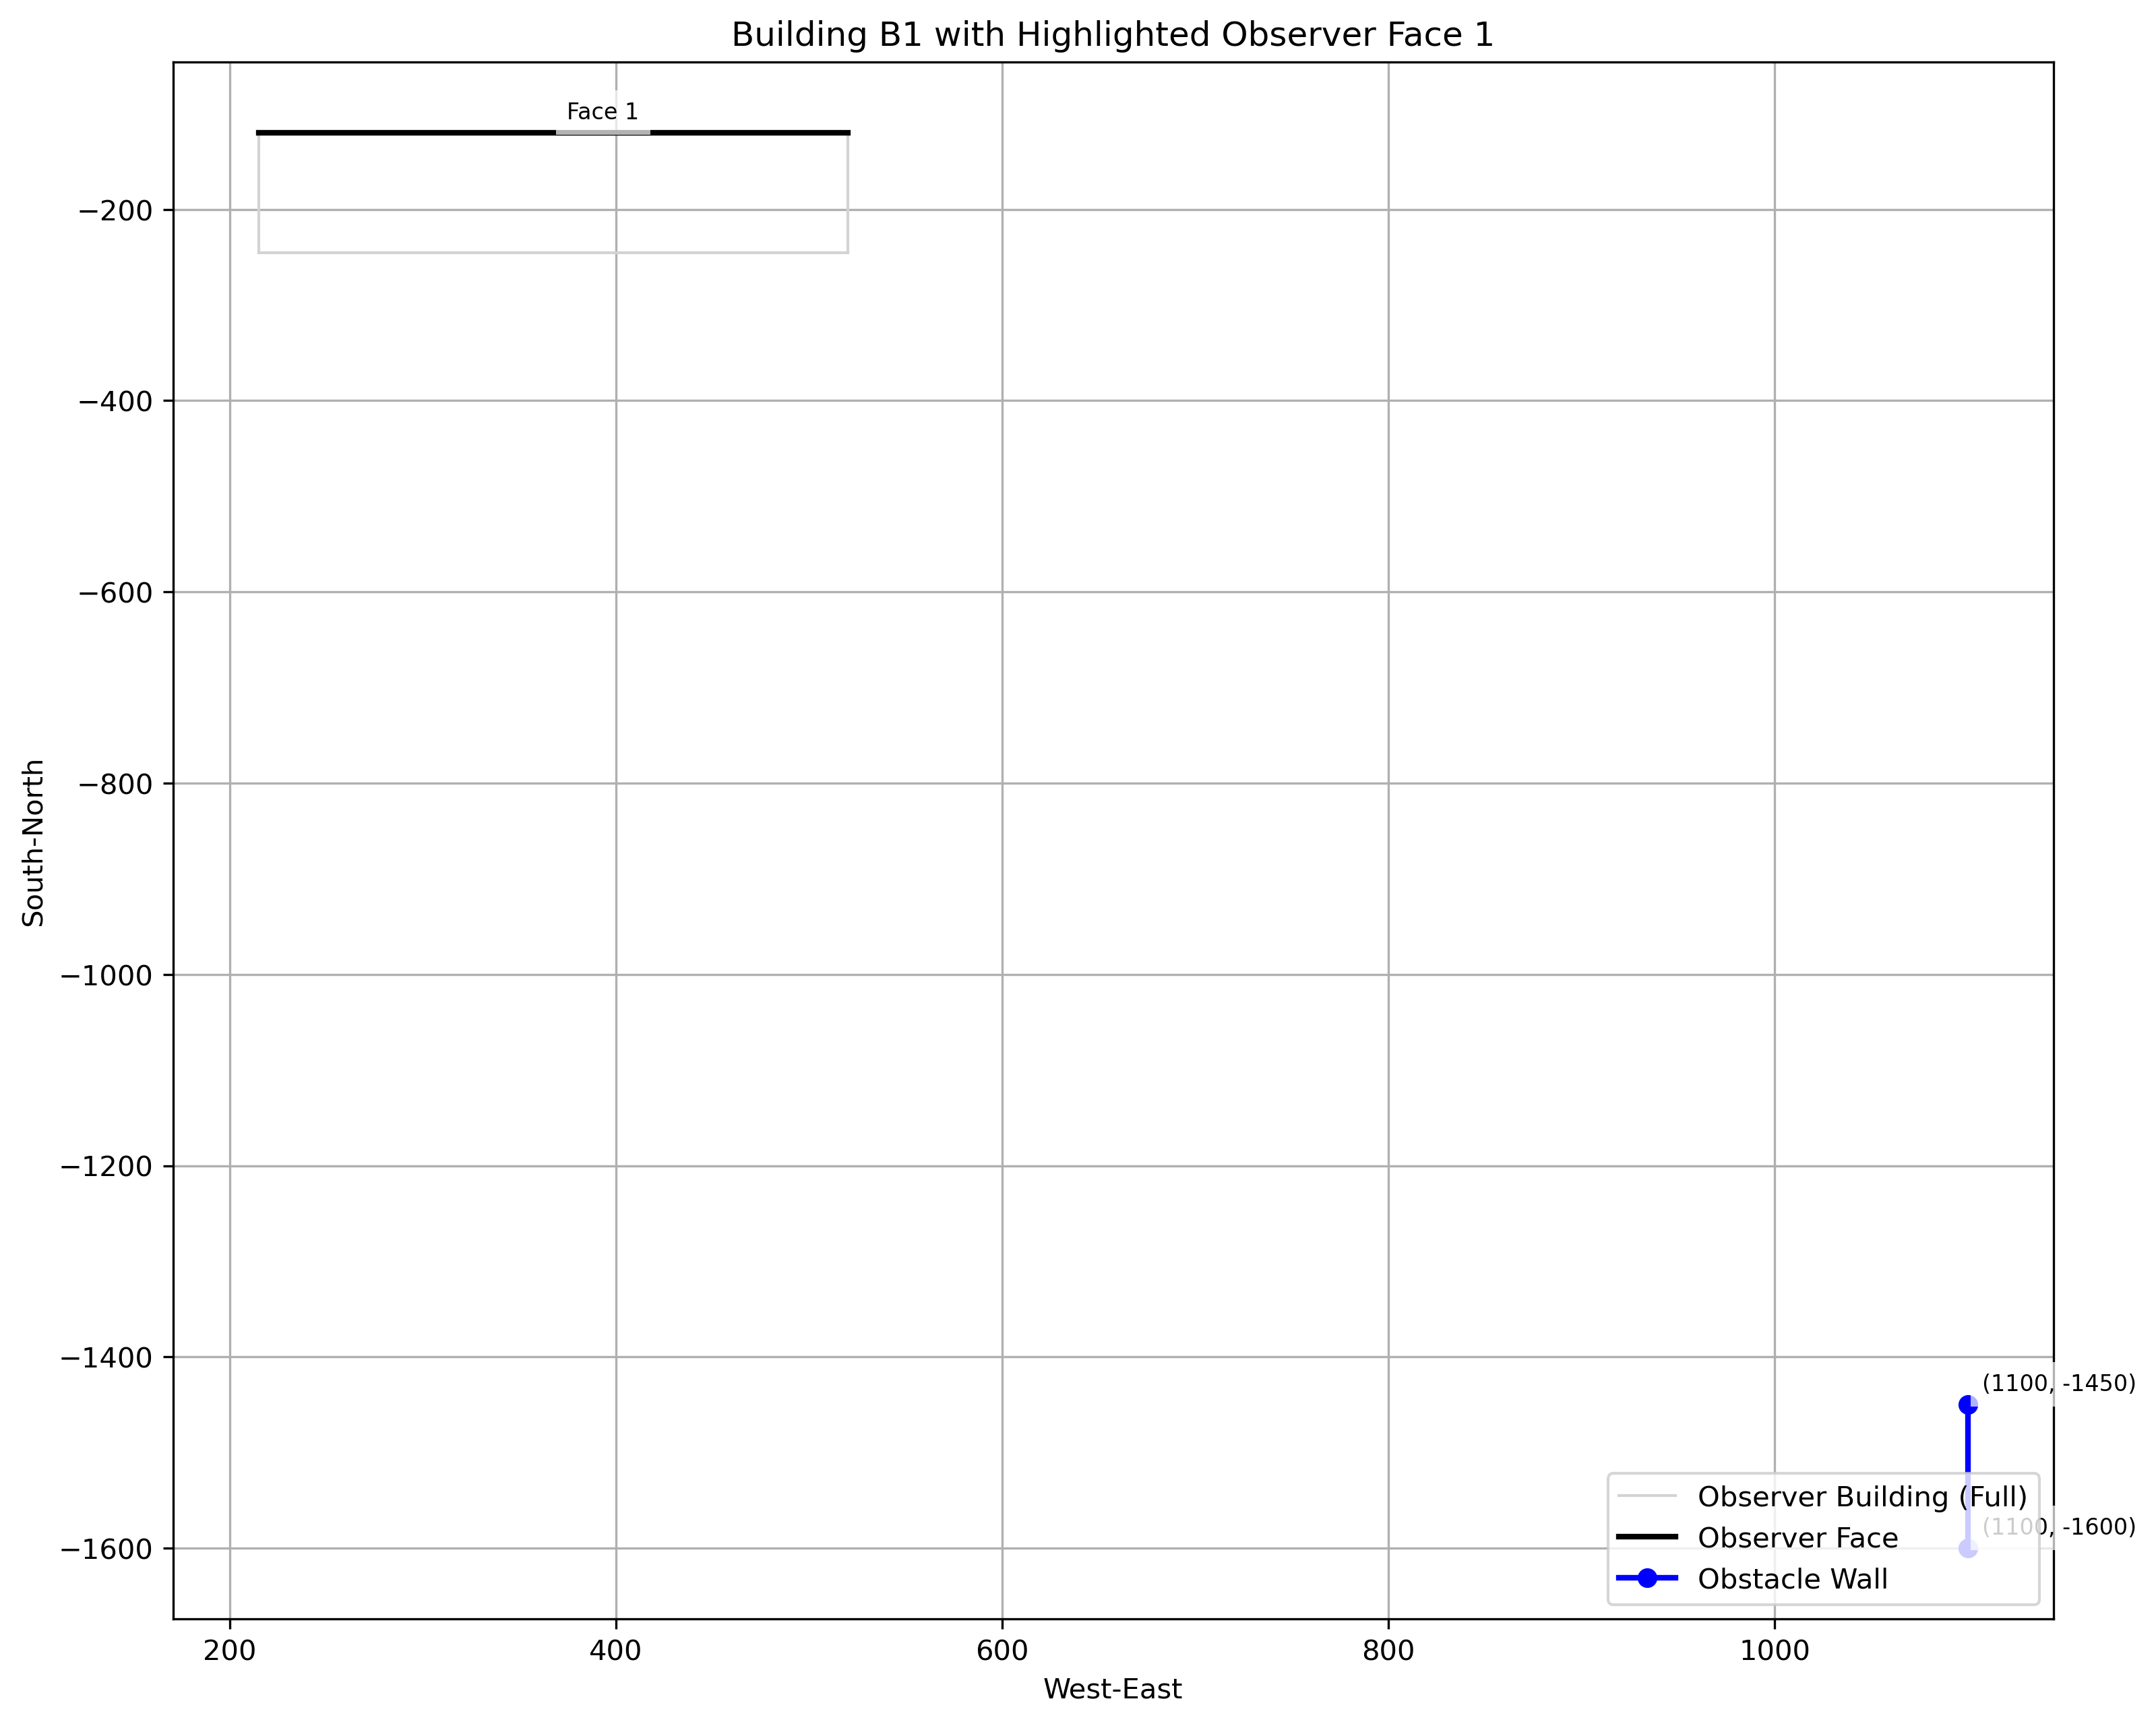 Building B1 with Highlighted Observer Face 1
Face 1
−200
−400
−600
−800
−1000
−1200
−1400
−1600
South-North
(1100, -1450)
(1100, -1600)
Observer Building (Full)
Observer Face
Obstacle Wall
200 400 600 800 1000
West-East